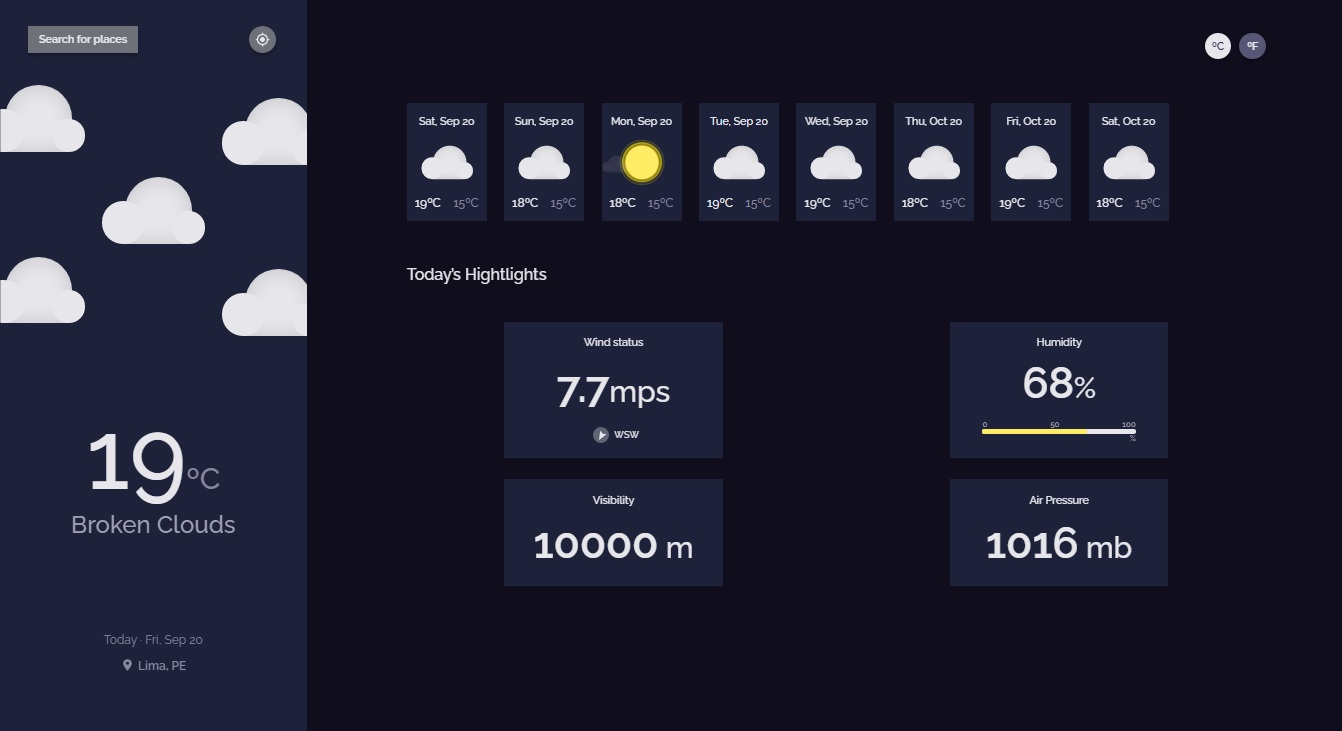 Search for places
ºC ºF
Sat, Sep 20 Sun, Sep 20 Mon, Sep 20 Tue, Sep 20 Wed, Sep 20 Thu, Oct 20 Fri, Oct 20 Sat, Oct 20
19ºC 15ºC 18ºC 15ºC 18ºC 15ºC 19ºC 15ºC 19ºC 15ºC 18ºC 15ºC 19ºC 15ºC 18ºC 15ºC
19ºC
Broken Clouds
Today · Fri, Sep 20
Lima, PE
Today's Hightlights
Wind status
7.7mps
WSW
Humidity
68%
0 50 100
%
Visibility
10000 m
Air Pressure
1016 mb